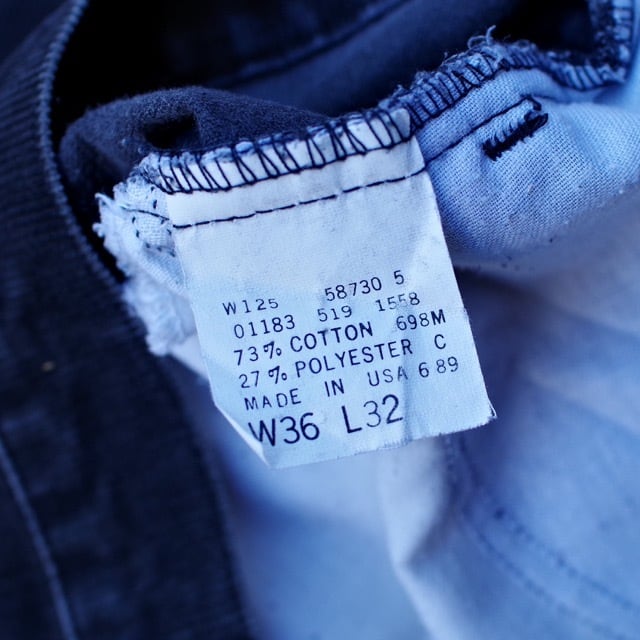 W125 58730 5
01183 519 1558
73% COTTON 698M
27% POLYESTER C
MADE IN USA 6 89
W36 L32